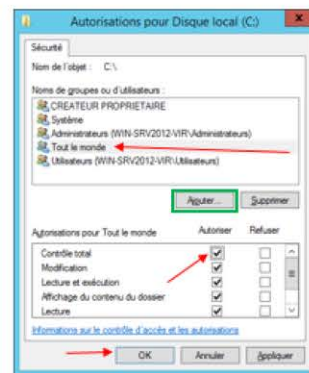 Autorisations pour Disque local (C:)
x
Sécurité
Nom de l'objet : C:\
Noms de groupes ou d'utilisateurs :
CREATEUR PROPRIETAIRE
Système
Administrateurs (WIN-SRV2012-VIR\Administrateurs)
Tout le monde
Utilisateurs (WIN-SRV2012-VIR\Utilisateurs)
Ajouter... Supprimer
Autorisations pour Tout le monde Autoriser Refuser
Contrôle total
Modification
Lecture et exécution
Affichage du contenu du dossier
Lecture
Informations sur le contrôle d'accès et les autorisations
OK Annuler Appliquer